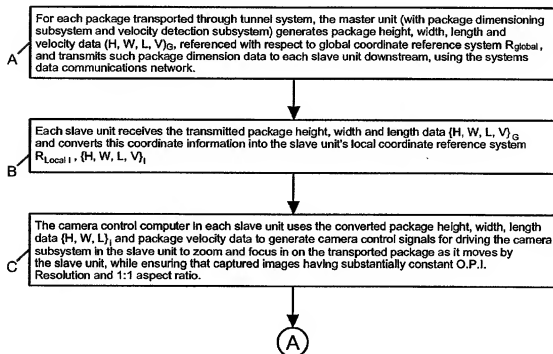 For each package transported through tunnel system, the master unit (with package dimensioning
subsystem and velocity detection subsystem) generates package height, width, length and
velocity data (H, W, L, V)G, referenced with respect to global coordinate reference system Rglobal,
and transmits such package dimension data to each slave unit downstream, using the systems
data communications network.
A
Each slave unit receives the transmitted package height, width and length data {H, W, L, V}G
and converts this coordinate information into the slave unit's local coordinate reference system
RLocal I , {H, W, L, V}I
B
The camera control computer in each slave unit uses the converted package height, width, length
data {H, W, L}I and package velocity data to generate camera control signals for driving the camera
subsystem in the slave unit to zoom and focus in on the transported package as it moves by
the slave unit, while ensuring that captured images having substantially constant O.P.I.
Resolution and 1:1 aspect ratio.
C
A